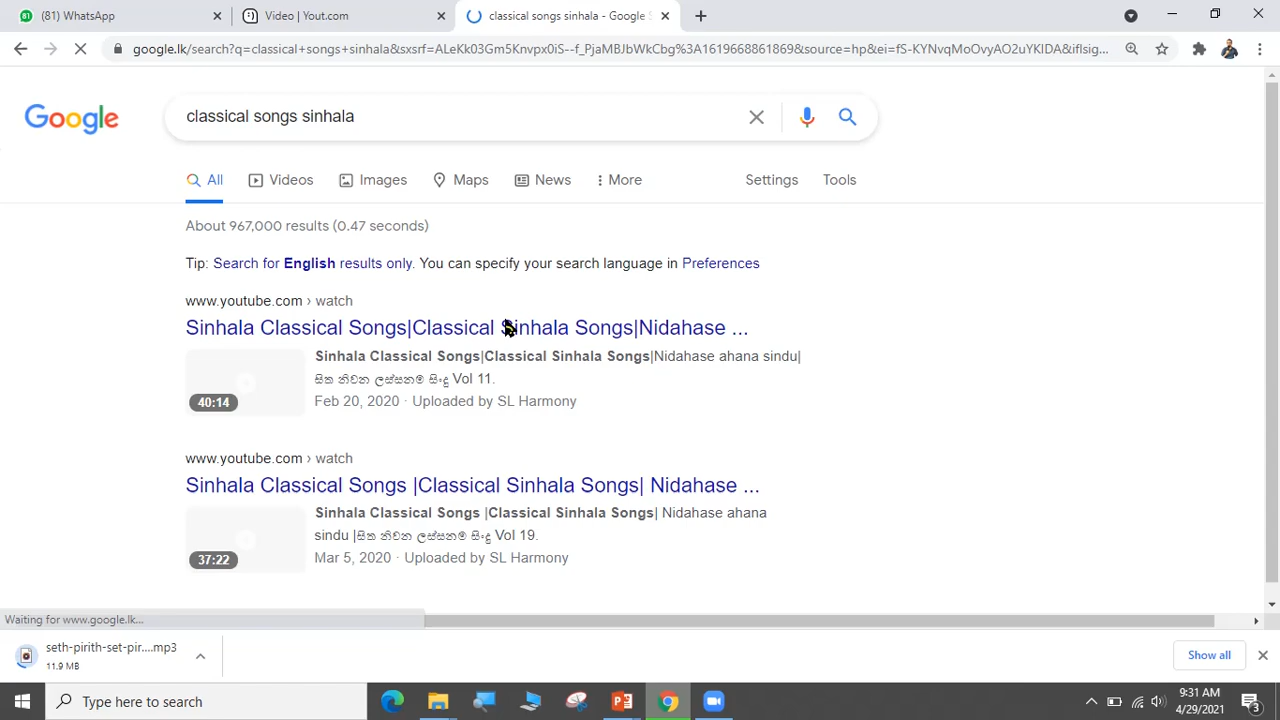 (81) WhatsApp
Video | Yout.com
classical songs sinhala - Google S
google.lk/search?q=classical+songs+sinhala&sxsrf=ALeKk03Gm5Knvpx0iS--f_PjaMBJbWkCbg%3A1619668861869&source=hp&ei=fS-KYNvqMoOvyAO2uYKIDA&iflsig...
Google
classical songs sinhala
All
Videos
Images
Maps
News
More
Settings
Tools
About 967,000 results (0.47 seconds)
Tip: Search for English results only. You can specify your search language in Preferences
www.youtube.com › watch
Sinhala Classical Songs|Classical Sinhala Songs|Nidahase ...
Sinhala Classical Songs|Classical Sinhala Songs|Nidahase ahana sindu|
සිත නිවන ලස්සනම සිංදු Vol 11.
40:14
Feb 20, 2020 · Uploaded by SL Harmony
www.youtube.com › watch
Sinhala Classical Songs |Classical Sinhala Songs| Nidahase ...
Sinhala Classical Songs |Classical Sinhala Songs| Nidahase ahana
sindu |සිත නිවන ලස්සනම සිංදු Vol 19.
37:22
Mar 5, 2020 · Uploaded by SL Harmony
Waiting for www.google.lk...
seth-pirith-set-pir....mp3
11.9 MB
Show all
Type here to search
9:31 AM
4/29/2021
3